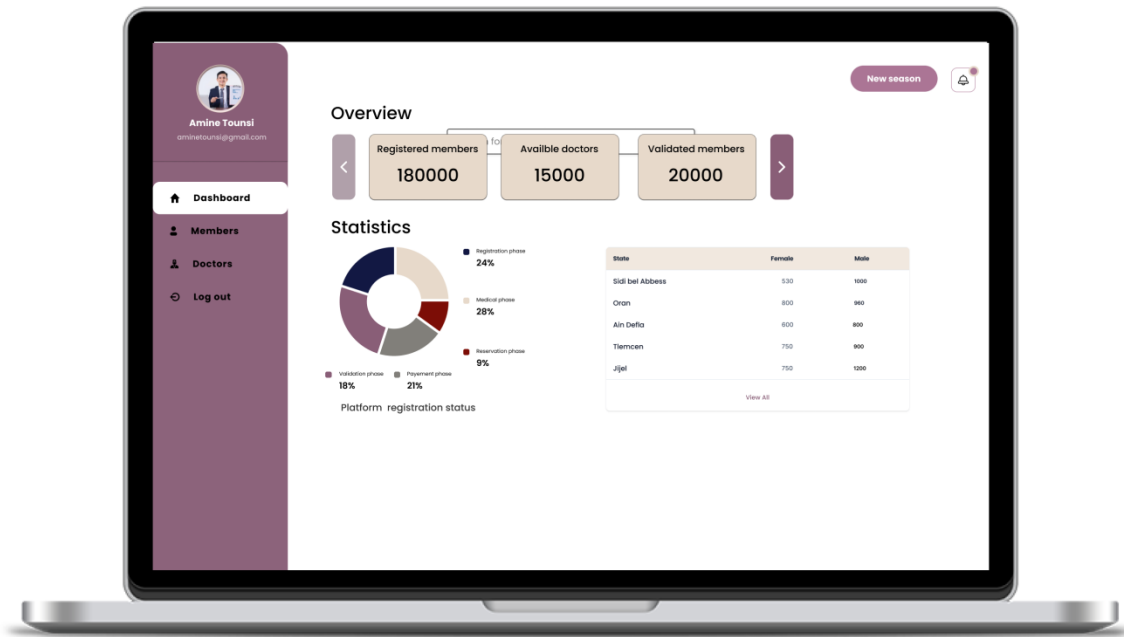 Amine Tounsi
aminetounsi@gmail.com
Dashboard
Members
Doctors
Log out
New season
Overview
fo
Registered members
180000
Availble doctors
15000
Validated members
20000
Statistics
Registration phase
24%
Medical phase
28%
Reservation phase
9%
Validation phase
18%
Payement phase
21%
Platform registration status
State Female Male
Sidi bel Abbess 530 1000
Oran 800 960
Ain Defla 600 800
Tlemcen 750 900
Jijel 750 1200
View All